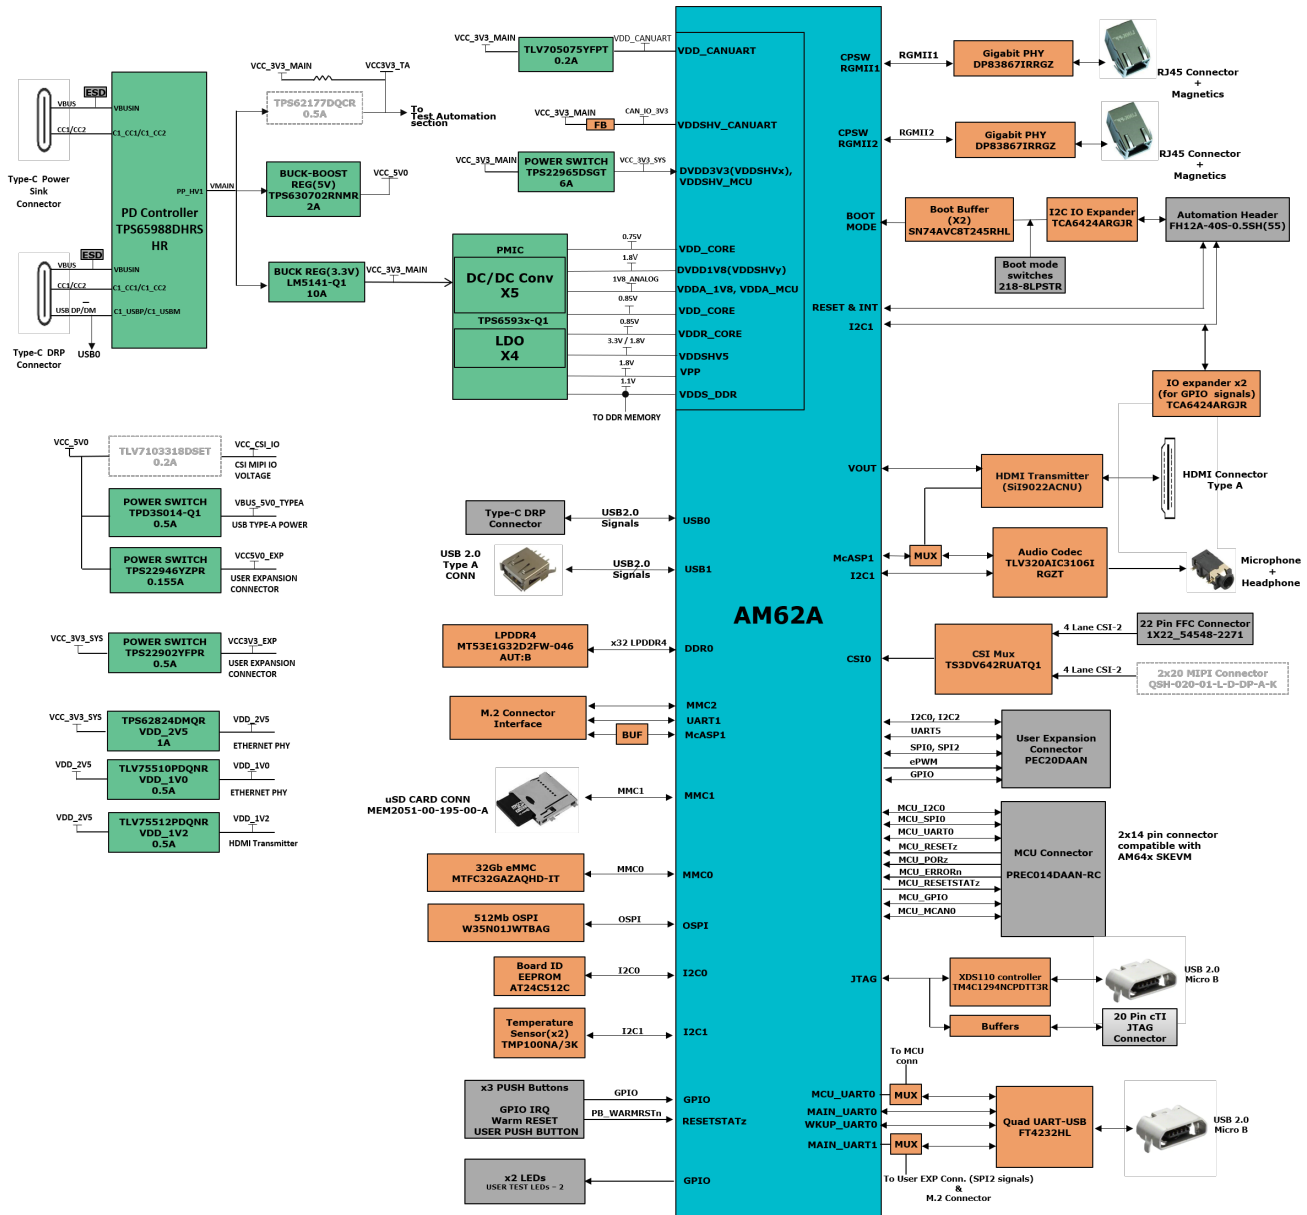 VCC_3V3_MAIN
TLV705075YFPT
0.2A
VDD_CANUART
VDD_CANUART
VCC_3V3_MAIN
VCC3V3_TA
TPS62177DQCR
0.5A
To
Test Automation
section
VCC_3V3_MAIN
FB
CAN_IO_3V3
VDDSHV_CANUART
VCC_3V3_MAIN
POWER SWITCH
TPS22965DSGT
6A
VCC_3V3_SYS
DVDD3V3(VDDSHVx),
VDDSHV_MCU
ESD
VBUS
VBUSIN
CC1/CC2
C1_CC1/C1_CC2
Type-C Power
Sink
Connector
PP_HV1
VMAIN
PD Controller
TPS65988DHRS
HR
BUCK-BOOST
REG(5V)
TPS630702RNMR
2A
VCC_5V0
ESD
VBUS
VBUSIN
CC1/CC2
C1_CC1/C1_CC2
USB DP/DM
C1_USBP/C1_USBM
Type-C DRP
Connector
USB0
BUCK REG(3.3V)
LM5141-Q1
10A
VCC_3V3_MAIN
PMIC
DC/DC Conv
X5
TPS6593x-Q1
LDO
X4
0.75V
VDD_CORE
1.8V
DVDD1V8(VDDSHVy)
1V8_ANALOG
VDDA_1V8, VDDA_MCU
0.85V
VDD_CORE
0.85V
VDDR_CORE
3.3V / 1.8V
VDDSHV5
1.8V
VPP
1.1V
VDDS_DDR
TO DDR MEMORY
VCC_5V0
TLV7103318DSET
0.2A
VCC_CSI_IO
CSI MIPI IO
VOLTAGE
POWER SWITCH
TPD3S014-Q1
0.5A
VBUS_5V0_TYPEA
USB TYPE-A POWER
POWER SWITCH
TPS22946YZPR
0.155A
VCC5V0_EXP
USER EXPANSION
CONNECTOR
VCC_3V3_SYS
POWER SWITCH
TPS22902YFPR
0.5A
VCC3V3_EXP
USER EXPANSION
CONNECTOR
VCC_3V3_SYS
TPS62824DMQR
VDD_2V5
1A
VDD_2V5
ETHERNET PHY
VDD_2V5
TLV75510PDQNR
VDD_1V0
0.5A
VDD_1V0
ETHERNET PHY
VDD_2V5
TLV75512PDQNR
VDD_1V2
0.5A
VDD_1V2
HDMI Transmitter
Type-C DRP
Connector
USB2.0
Signals
USB0
USB 2.0
Type A
CONN
USB2.0
Signals
USB1
AM62A
LPDDR4
MT53E1G32D2FW-046
AUT:B
x32 LPDDR4
DDR0
M.2 Connector
Interface
BUF
MMC2
UART1
McASP1
uSD CARD CONN
MEM2051-00-195-00-A
MMC1
MMC1
32Gb eMMC
MTFC32GAZAQHD-IT
MMC0
MMC0
512Mb OSPI
W35N01JWTBAG
OSPI
OSPI
Board ID
EEPROM
AT24C512C
I2C0
I2C0
Temperature
Sensor(x2)
TMP100NA/3K
I2C1
I2C1
x3 PUSH Buttons
GPIO IRQ
Warm RESET
USER PUSH BUTTON
GPIO
GPIO
PB_WARMRSTn
RESETSTATz
x2 LEDs
USER TEST LEDs – 2
GPIO
CPSW
RGMII1
RGMII1
Gigabit PHY
DP83867IRRGZ
RJ45 Connector
+
Magnetics
CPSW
RGMII2
RGMII2
Gigabit PHY
DP83867IRRGZ
RJ45 Connector
+
Magnetics
BOOT
MODE
Boot Buffer
(X2)
SN74AVC8T245RHL
I2C IO Expander
TCA6424ARGJR
Automation Header
FH12A-40S-0.5SH(55)
Boot mode
switches
218-8LPSTR
RESET & INT
I2C1
IO expander x2
(for GPIO signals)
TCA6424ARGJR
VOUT
HDMI Transmitter
(SiI9022ACNU)
HDMI Connector
Type A
McASP1
MUX
I2C1
Audio Codec
TLV320AIC3106I
RGZT
Microphone
+
Headphone
CSI0
CSI Mux
TS3DV642RUATQ1
4 Lane CSI-2
22 Pin FFC Connector
1X22_54548-2271
4 Lane CSI-2
2x20 MIPI Connector
QSH-020-01-L-D-DP-A-K
I2C0, I2C2
UART5
SPI0, SPI2
ePWM
GPIO
User Expansion
Connector
PEC20DAAN
MCU_I2C0
MCU_SPI0
MCU_UART0
MCU_RESETz
MCU_PORz
MCU_ERRORn
MCU_RESETSTATz
MCU_GPIO
MCU_MCAN0
MCU Connector
PREC014DAAN-RC
2x14 pin connector
compatible with
AM64x SKEVM
JTAG
XDS110 controller
TM4C1294NCPDTT3R
USB 2.0
Micro B
Buffers
20 Pin cTI
JTAG
Connector
To MCU
conn
MCU_UART0
MUX
MAIN_UART0
WKUP_UART0
MAIN_UART1
MUX
Quad UART-USB
FT4232HL
USB 2.0
Micro B
To User EXP Conn. (SPI2 signals)
&
M.2 Connector